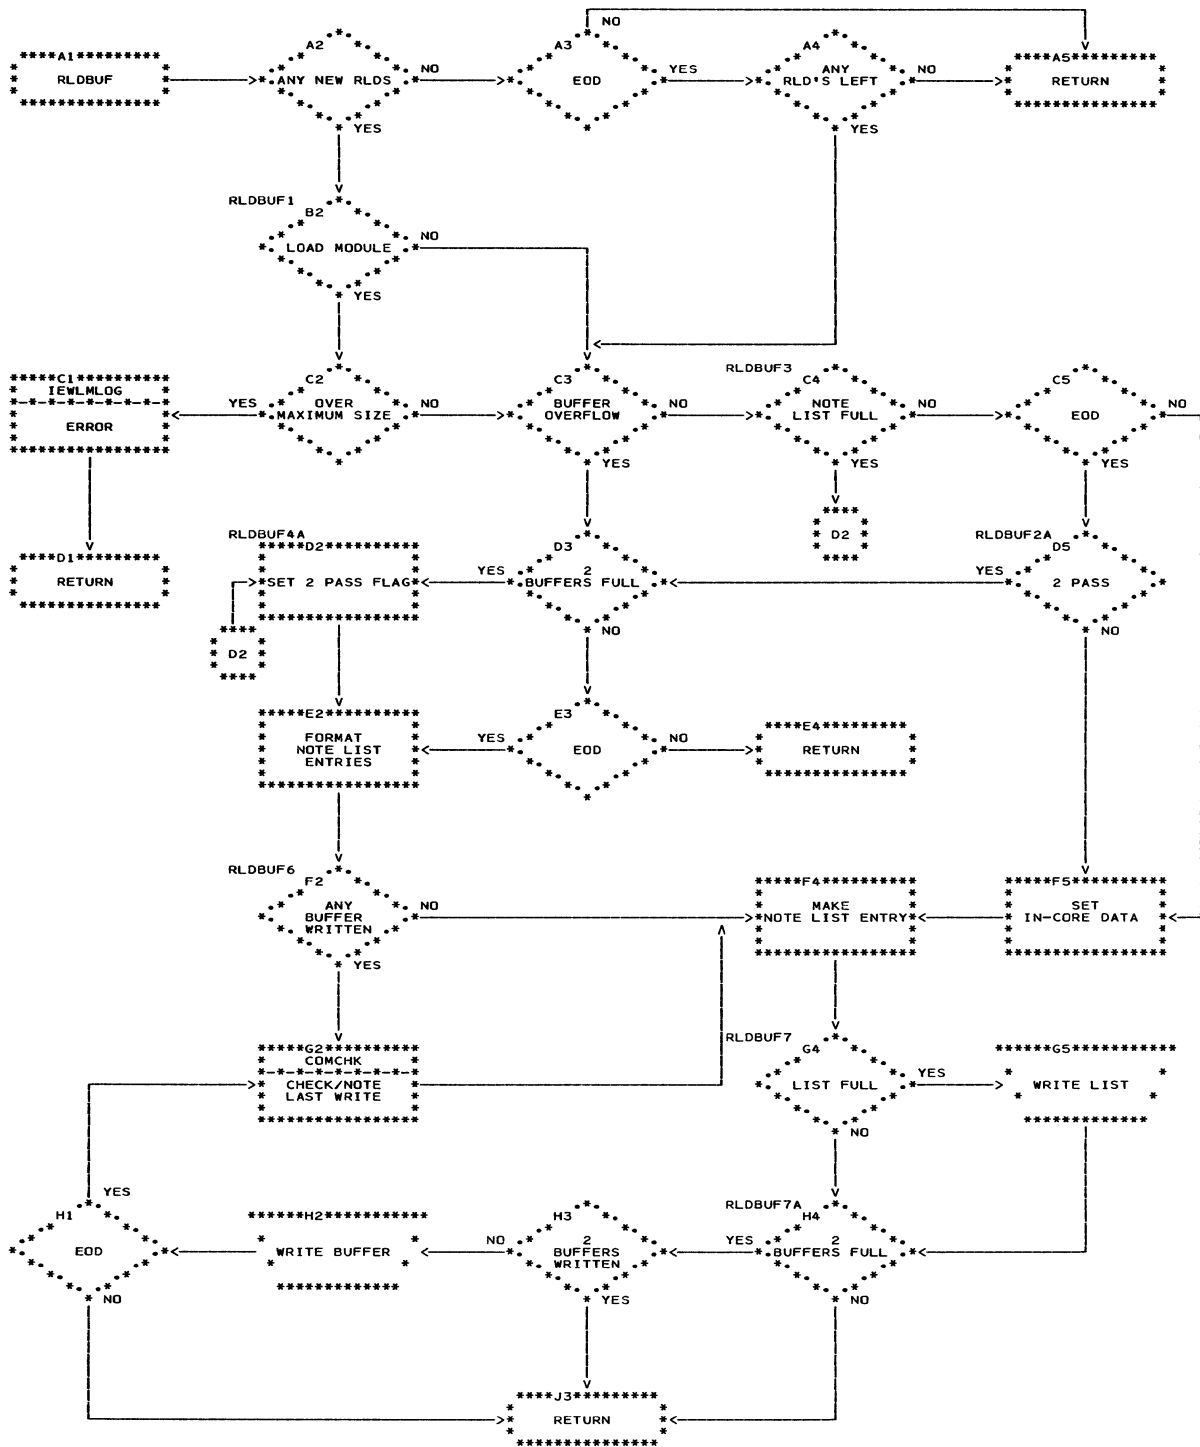 NO
A1 A2 A3 A4 A5
RLDBUF ANY NEW RLDS NO EOD YES ANY RLD'S LEFT NO RETURN
YES YES
RLDBUF1
B2
LOAD MODULE NO
YES
RLDBUF3
C1 C2 C3 C4 C5
IEWLMLOG
ERROR
YES OVER MAXIMUM SIZE NO BUFFER OVERFLOW NO NOTE LIST FULL NO EOD NO
YES YES YES
RLDBUF4A D2 RLDBUF2A
D1 D2 D3 D5
RETURN SET 2 PASS FLAG YES 2 BUFFERS FULL YES 2 PASS
NO NO
D2
E2 E3 E4
FORMAT NOTE LIST ENTRIES YES EOD NO RETURN
RLDBUF6
F2 F4 F5
ANY BUFFER WRITTEN NO MAKE NOTE LIST ENTRY SET IN-CORE DATA
YES
RLDBUF7
G2 G4 G5
COMCHK
CHECK/NOTE LAST WRITE LIST FULL YES WRITE LIST
NO
YES RLDBUF7A
H1 H2 H3 H4
EOD WRITE BUFFER NO 2 BUFFERS WRITTEN YES 2 BUFFERS FULL
NO YES NO
J3
RETURN